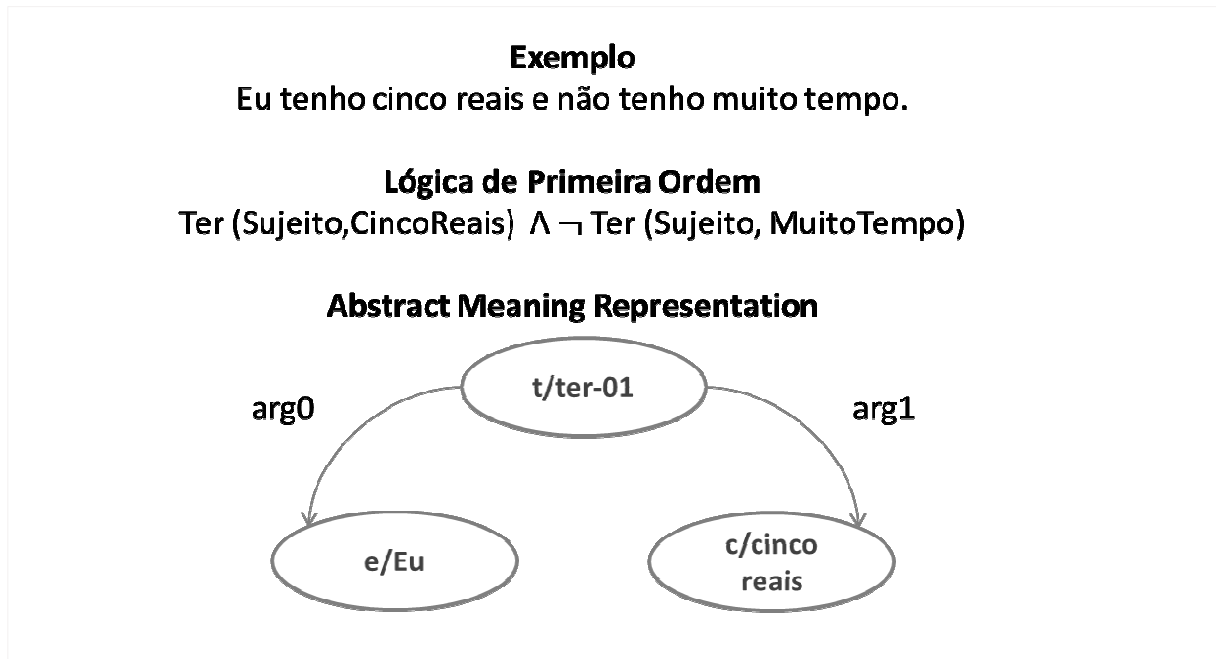 Exemplo
Eu tenho cinco reais e não tenho muito tempo.
Lógica de Primeira Ordem
Ter (Sujeito,CincoReais) Λ ¬ Ter (Sujeito, MuitoTempo)
Abstract Meaning Representation
t/ter-01
arg0
arg1
e/Eu
c/cinco
reais